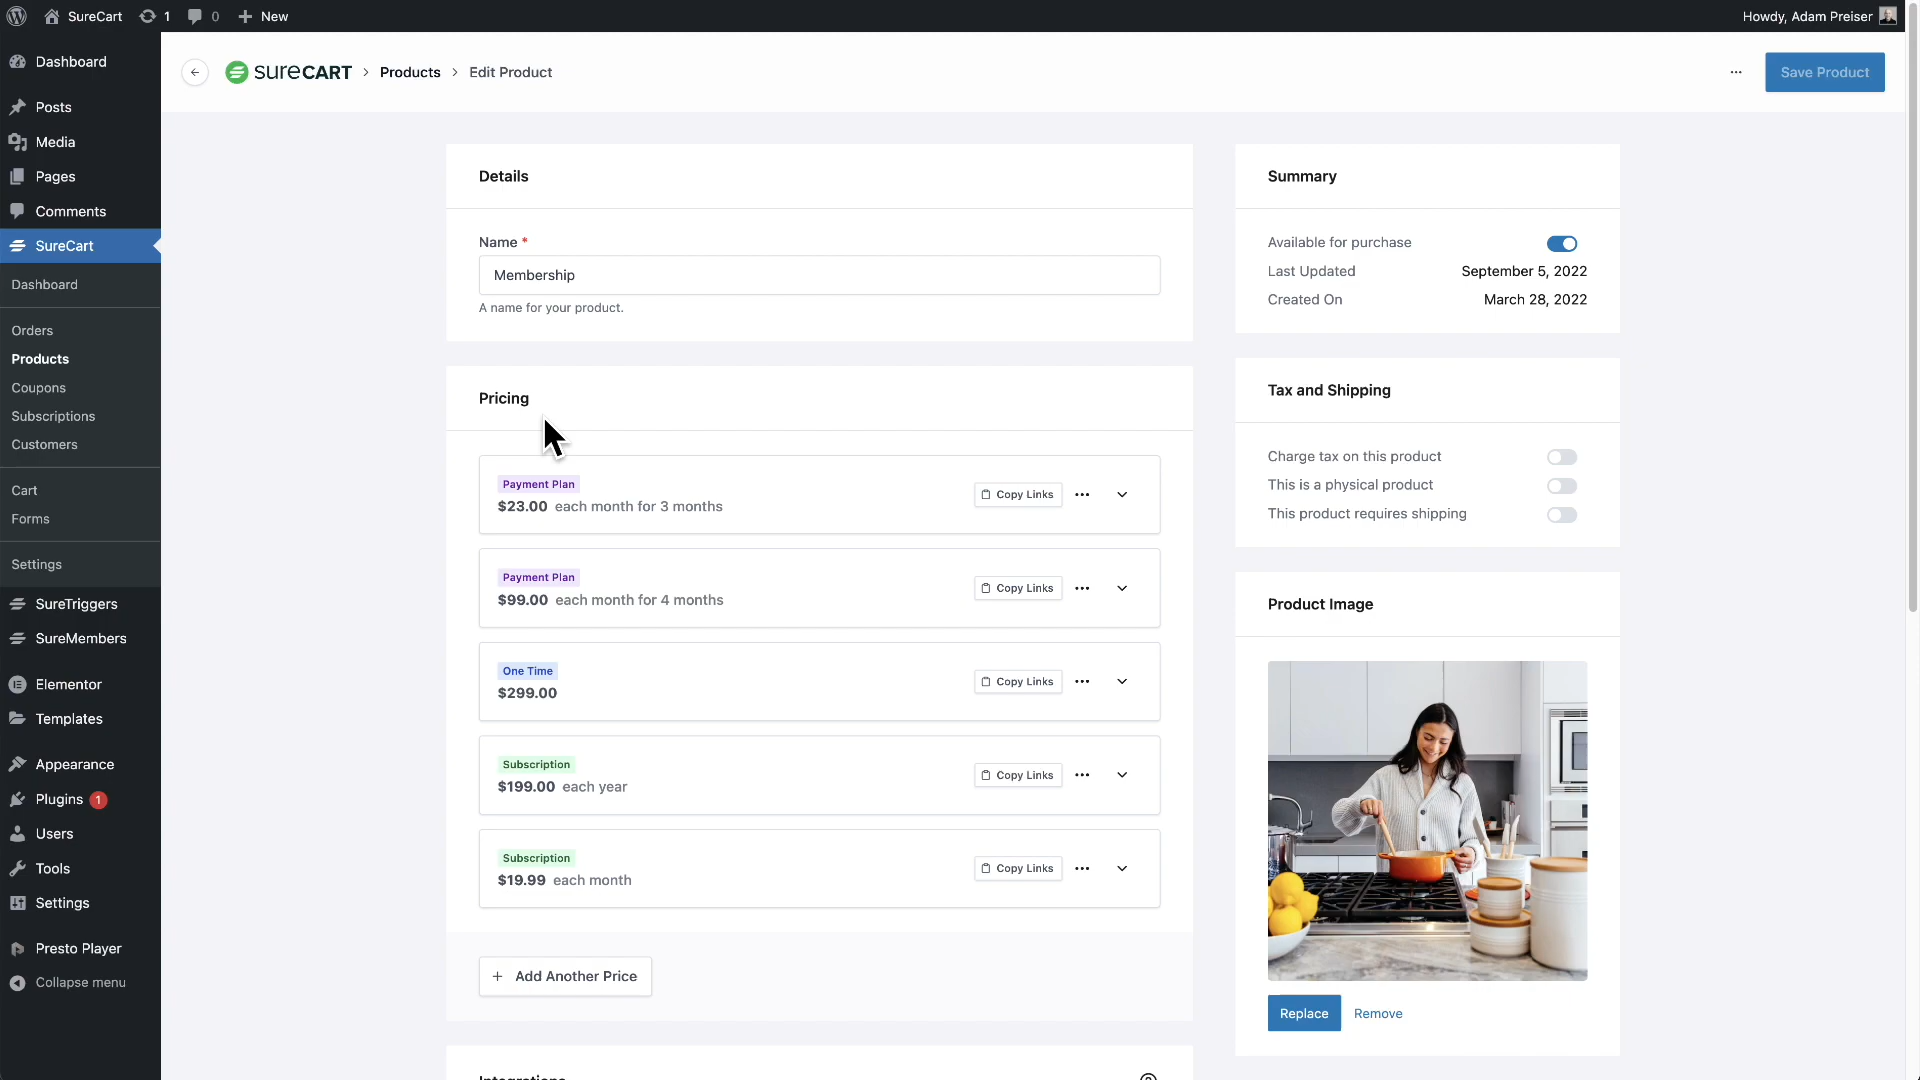 SureCart 1 0 New Howdy, Adam Preiser
Dashboard
Posts
Media
Pages
Comments
SureCart
Dashboard
Orders
Products
Coupons
Subscriptions
Customers
Cart
Forms
Settings
SureTriggers
SureMembers
Elementor
Templates
Appearance
Plugins 1
Users
Tools
Settings
Presto Player
Collapse menu
SURECART > Products > Edit Product
Save Product
Details
Name *
Membership
A name for your product.
Pricing
Payment Plan
$23.00 each month for 3 months
Copy Links
Payment Plan
$99.00 each month for 4 months
Copy Links
One Time
$299.00
Copy Links
Subscription
$199.00 each year
Copy Links
Subscription
$19.99 each month
Copy Links
+ Add Another Price
Integrations
Summary
Available for purchase
Last Updated September 5, 2022
Created On March 28, 2022
Tax and Shipping
Charge tax on this product
This is a physical product
This product requires shipping
Product Image
Replace Remove